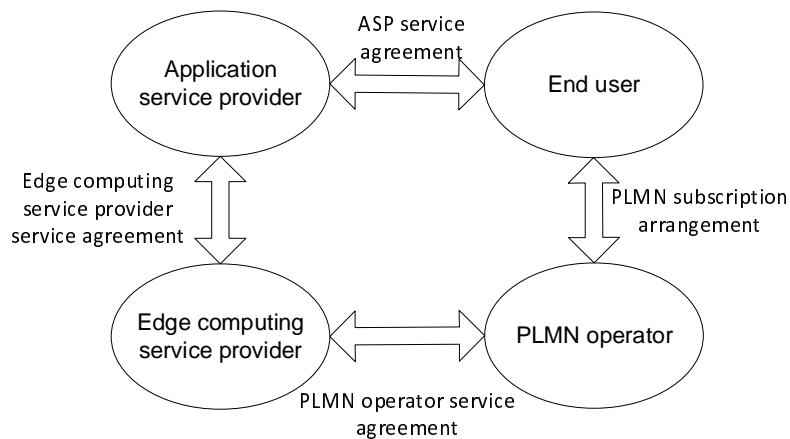 ASP service
agreement
Application
service provider
End user
Edge computing
service provider
service agreement
PLMN subscription
arrangement
Edge computing
service provider
PLMN operator
PLMN operator service
agreement